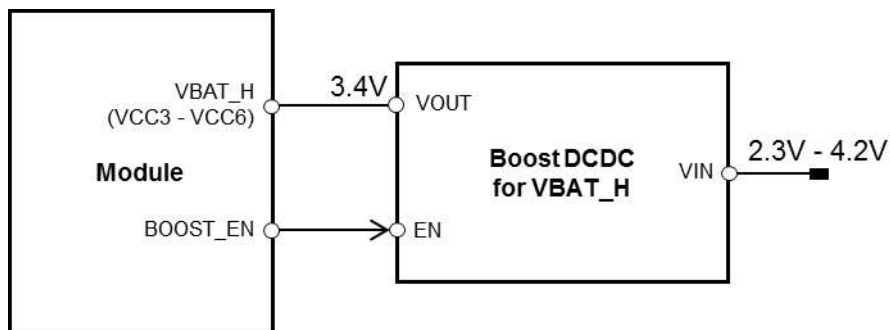 VBAT_H
(VCC3 - VCC6)
3.4V
VOUT
Module
Boost DCDC
for VBAT_H
VIN
2.3V - 4.2V
BOOST_EN
EN